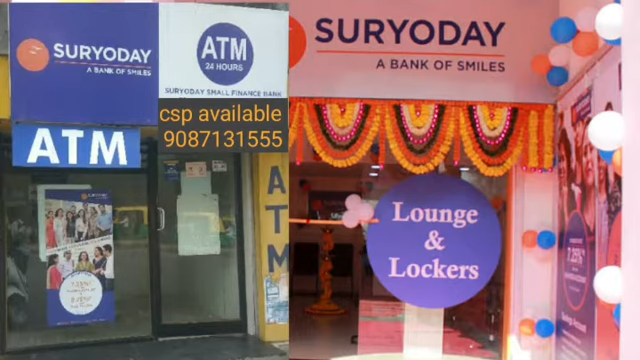 SURYODAY
A BANK OF SMILES
ATM
24 HOURS
SURYODAY SMALL FINANCE BANK
csp available
9087131555
ATM
A
T
M
SURYODAY
A BANK OF SMILES
Lounge
&
Lockers